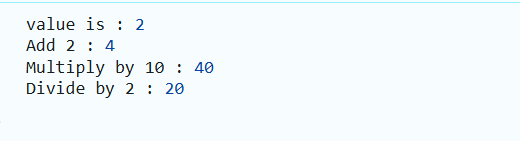 value is : 2
Add 2 : 4
Multiply by 10 : 40
Divide by 2 : 20